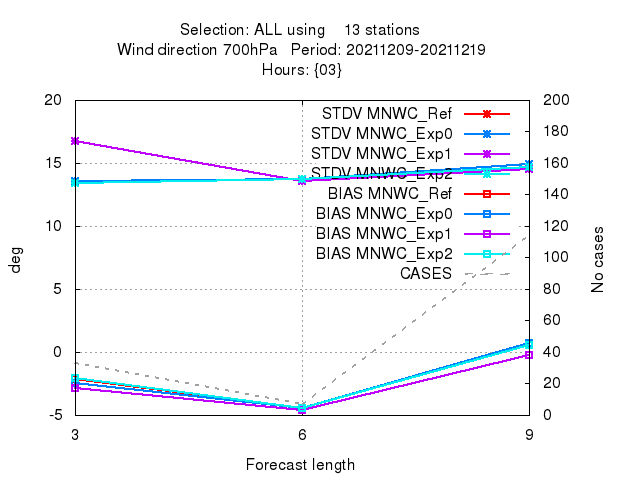 Selection: ALL using 13 stations
Wind direction 700hPa Period: 20211209-20211219
Hours: {03}
20 200
STDV MNWC_Ref
180
STDV MNWC_Exp0
STDV MNWC_Exp1
15 160
STDV MNWC_Exp2
140
BIAS MNWC_Ref
BIAS MNWC_Exp0
10 120
BIAS MNWC_Exp1
BIAS MNWC_Exp2
100
CASES
5 80
60
0 40
20
-5 0
3 6 9
deg
No cases
Forecast length